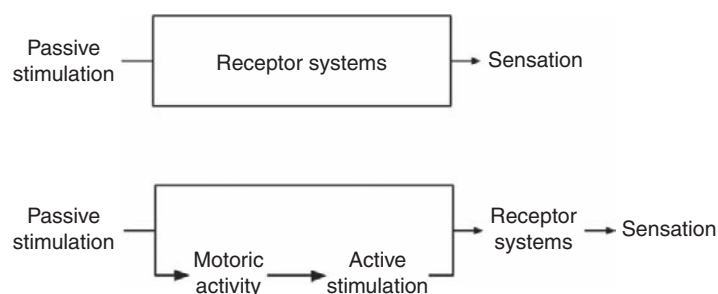 Passive
stimulation
Receptor systems
Sensation
Passive
stimulation
Motoric
activity
Active
stimulation
Receptor
systems
Sensation